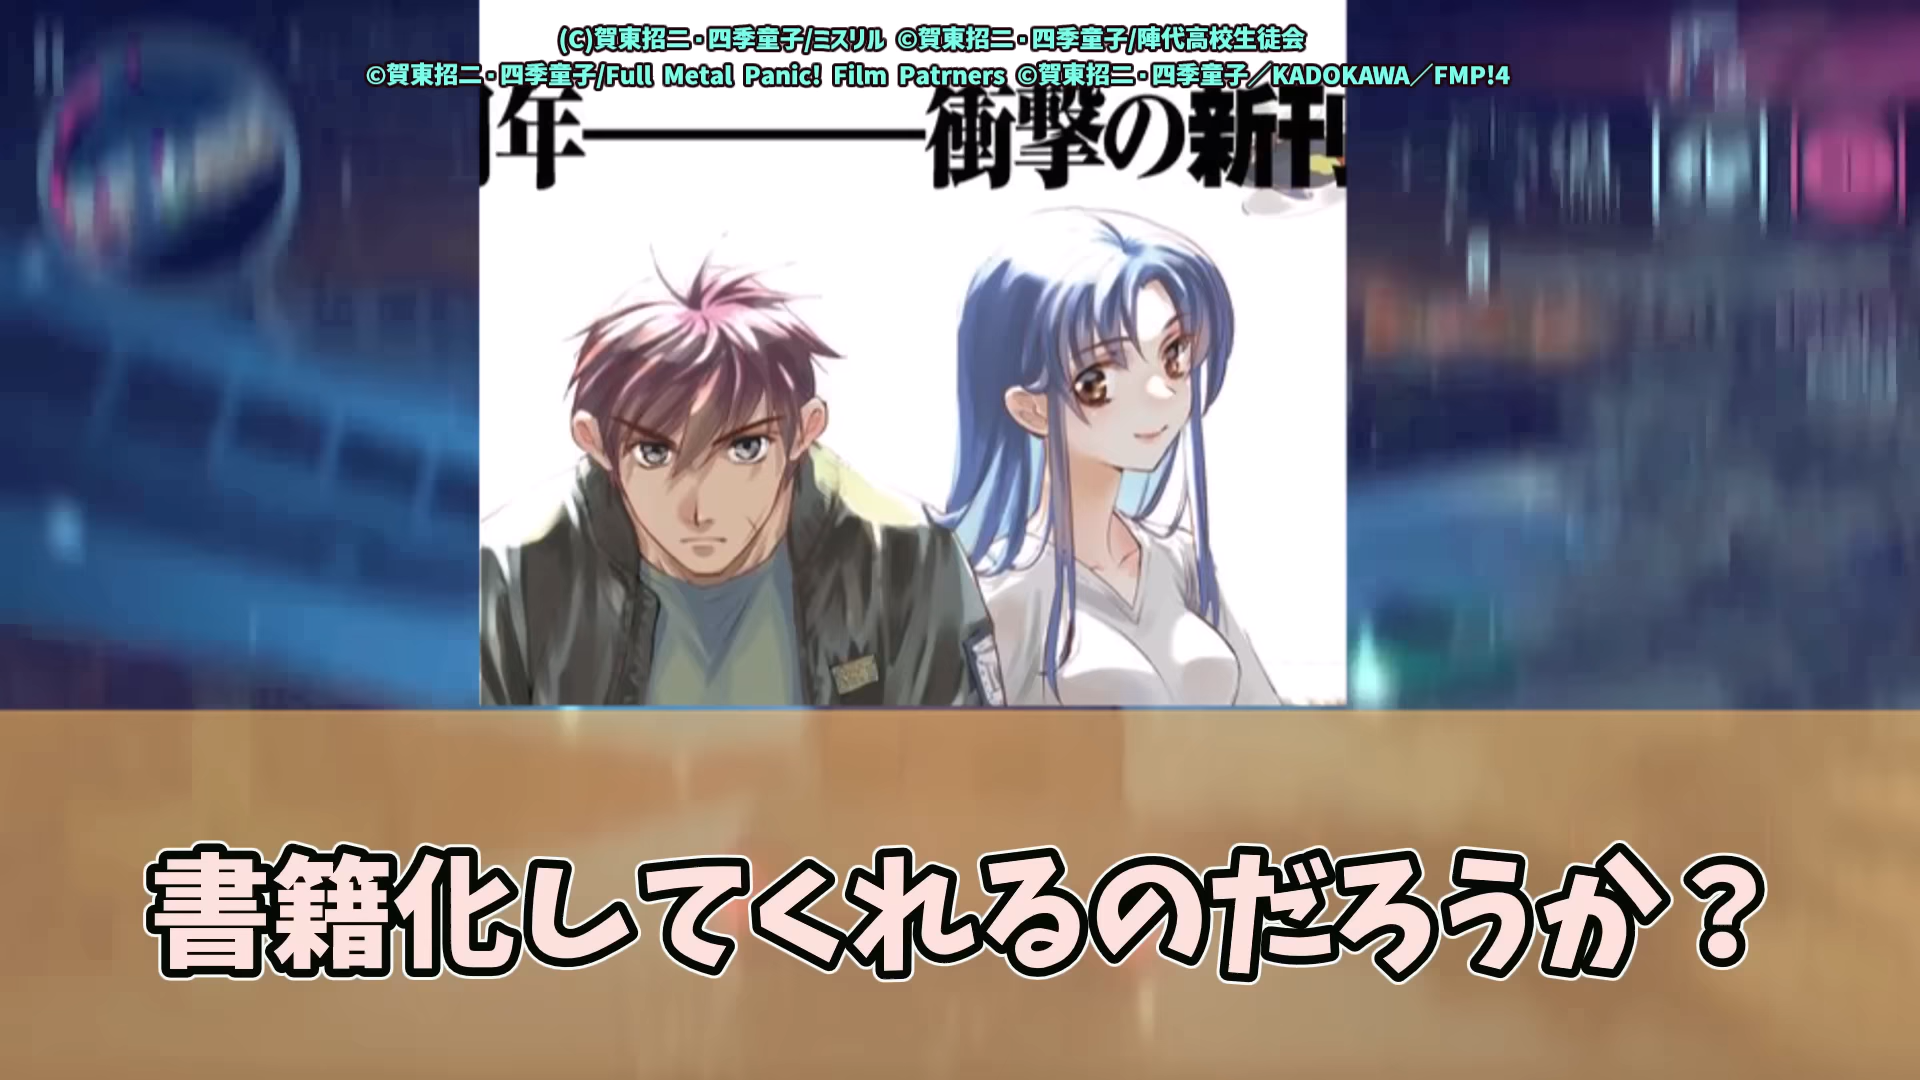 (C)賀東招二・四季童子/ミスリル ©賀東招二・四季童子/陣代高校生徒会
©賀東招二・四季童子/Full Metal Panic! Film Patrners ©賀東招二・四季童子／KADOKAWA／FMP!4
年――衝撃の新刊
書籍化してくれるのだろうか？